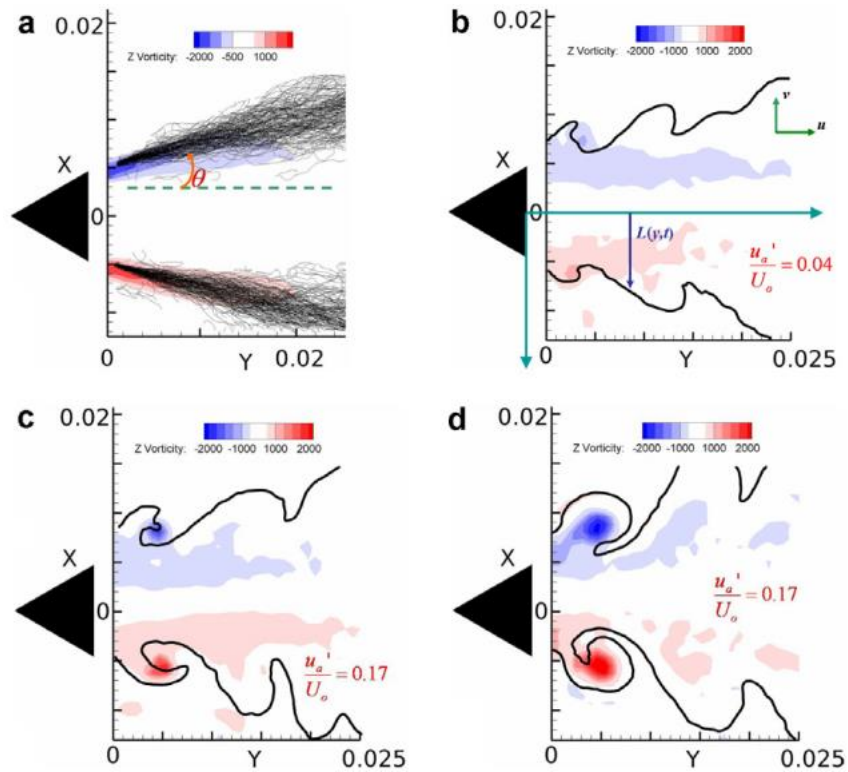 a
0.02
Z Vorticity: -2000 -500 1000
X
θ
0
0 Y 0.02
b
0.02
-2000 -1000 1000 2000
Z Vorticity:
v
u
X
0
L(y,t)
u_a'
U_o
= 0.04
0 Y 0.025
c
0.02
Z Vorticity: -2000 -1000 1000 2000
X
0
u_a'
U_o
= 0.17
0 Y 0.025
d
0.02
Z Vorticity: -2000 -1000 1000 2000
X
0
u_a'
U_o
= 0.17
0 Y 0.025